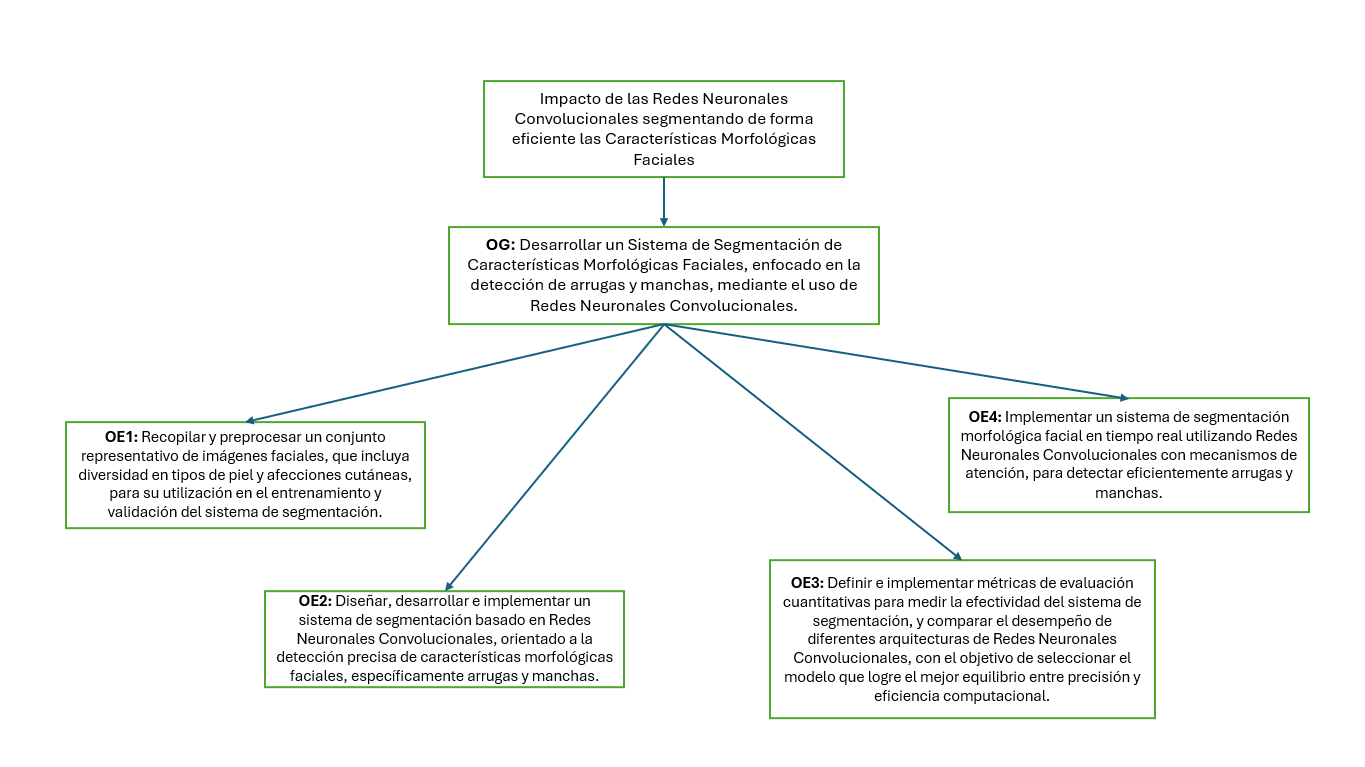 Impacto de las Redes Neuronales
Convolucionales segmentando de forma
eficiente las Características Morfológicas
Faciales
OG: Desarrollar un Sistema de Segmentación de
Características Morfológicas Faciales, enfocado en la
detección de arrugas y manchas, mediante el uso de
Redes Neuronales Convolucionales.
OE1: Recopilar y preprocesar un conjunto
representativo de imágenes faciales, que incluya
diversidad en tipos de piel y afecciones cutáneas,
para su utilización en el entrenamiento y
validación del sistema de segmentación.
OE2: Diseñar, desarrollar e implementar un
sistema de segmentación basado en Redes
Neuronales Convolucionales, orientado a la
detección precisa de características morfológicas
faciales, específicamente arrugas y manchas.
OE3: Definir e implementar métricas de evaluación
cuantitativas para medir la efectividad del sistema de
segmentación, y comparar el desempeño de
diferentes arquitecturas de Redes Neuronales
Convolucionales, con el objetivo de seleccionar el
modelo que logre el mejor equilibrio entre precisión y
eficiencia computacional.
OE4: Implementar un sistema de segmentación
morfológica facial en tiempo real utilizando Redes
Neuronales Convolucionales con mecanismos de
atención, para detectar eficientemente arrugas y
manchas.